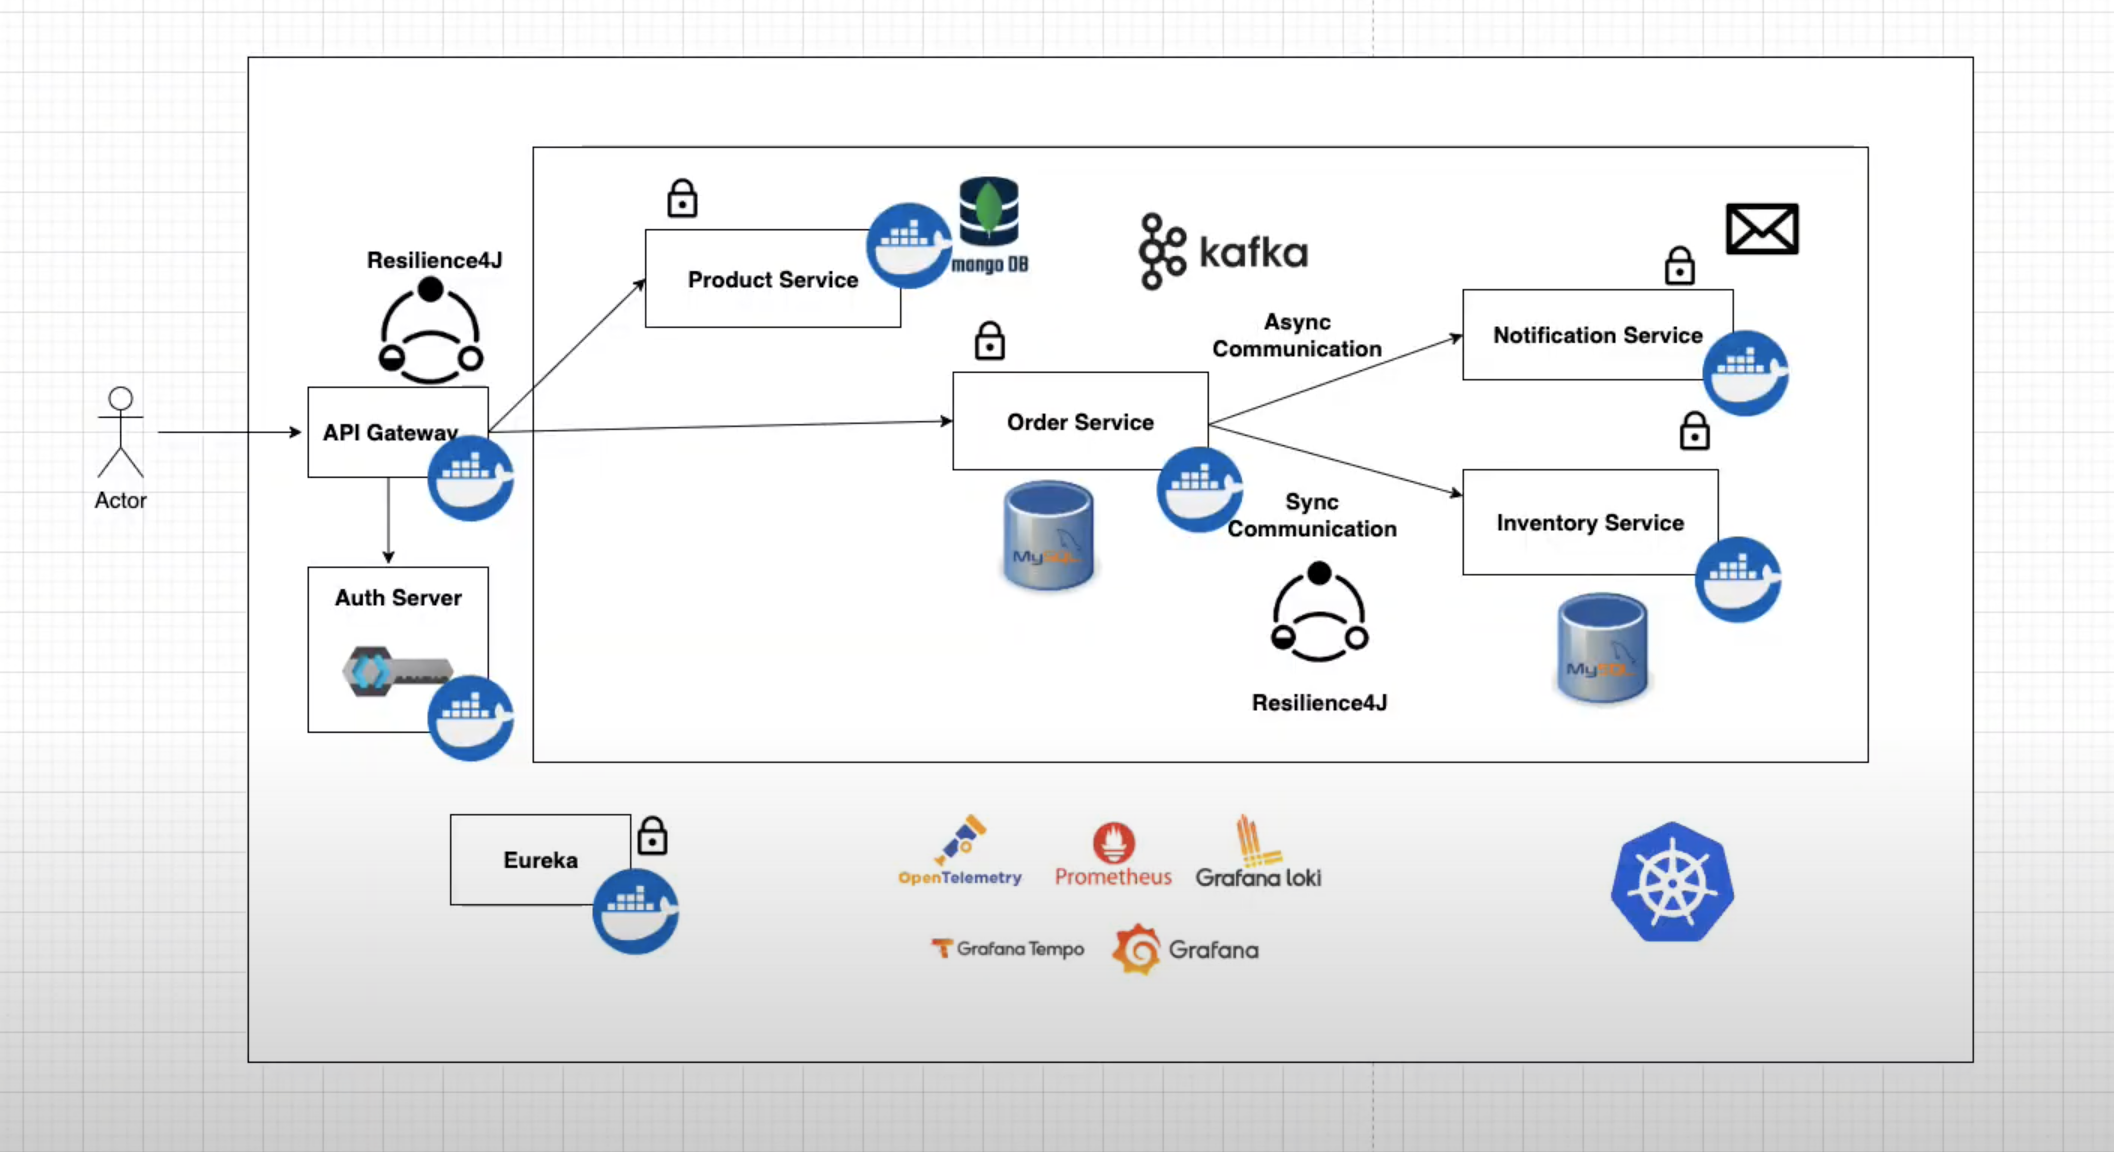 Resilience4J
API Gateway
Actor
Auth Server
Product Service
mongo DB
kafka
Async
Communication
Order Service
MySQL
Sync
Communication
Resilience4J
Notification Service
Inventory Service
MySQL
Eureka
OpenTelemetry
Prometheus
Grafana loki
Grafana Tempo
Grafana